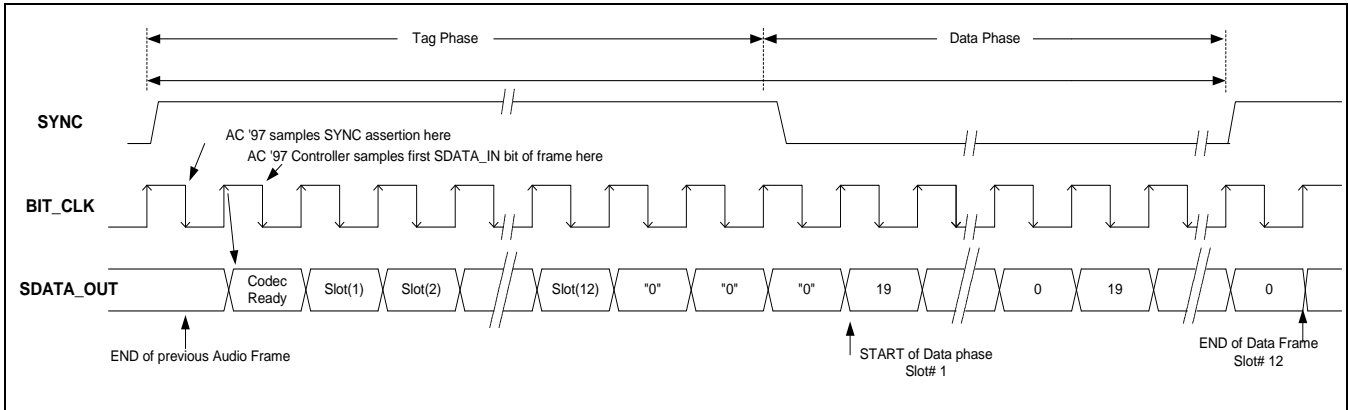 Tag Phase
Data Phase
SYNC
AC '97 samples SYNC assertion here
AC '97 Controller samples first SDATA_IN bit of frame here
BIT_CLK
SDATA_OUT
Codec
Ready
Slot(1)
Slot(2)
Slot(12)
"0"
"0"
"0"
19
0
19
0
END of previous Audio Frame
START of Data phase
Slot# 1
END of Data Frame
Slot# 12